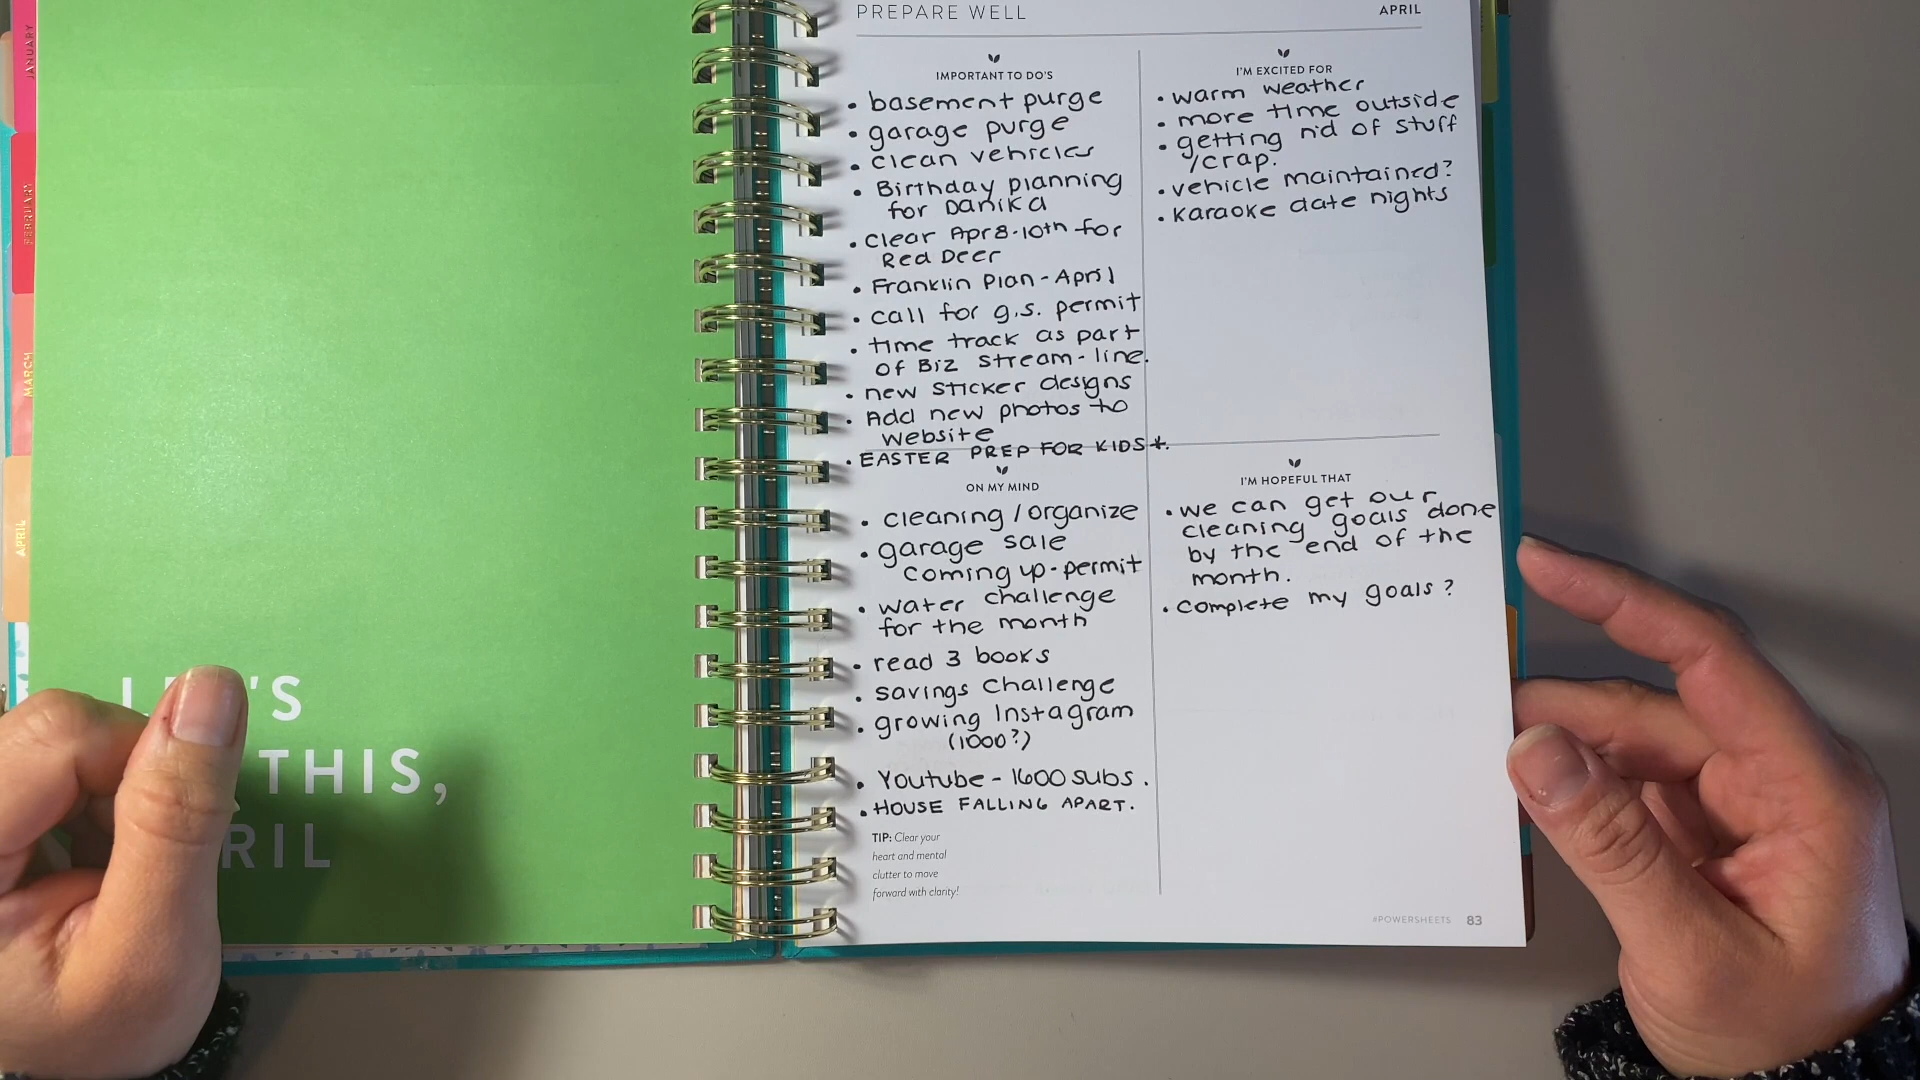 JANUARY
FEBRUARY
MARCH
APRIL
'S
THIS,
RIL
PREPARE WELL
APRIL
IMPORTANT TO DO'S
• basement purge
• garage purge
• clean vehicles
• Birthday planning
for Danika
• clear Apr 8-10th for
Red Deer
• Franklin Plan - April
• call for g.s. permit
• time track as part
of Biz stream-line.
• new sticker designs
• Add new photos to
website
• EASTER PREP FOR KIDS *.
I'M EXCITED FOR
• warm weather
• more time outside
• getting rid of stuff
/crap.
• vehicle maintained?
• karaoke date nights
ON MY MIND
• cleaning / organize
• garage sale
coming up - permit
• water challenge
for the month
• read 3 books
• savings challenge
• growing Instagram
(1000?)
• Youtube - 1600 subs.
• HOUSE FALLING APART.
TIP: Clear your
heart and mental
clutter to move
forward with clarity!
I'M HOPEFUL THAT
• we can get our
cleaning goals done
by the end of the
month.
• complete my goals?
#POWERSHEETS 83